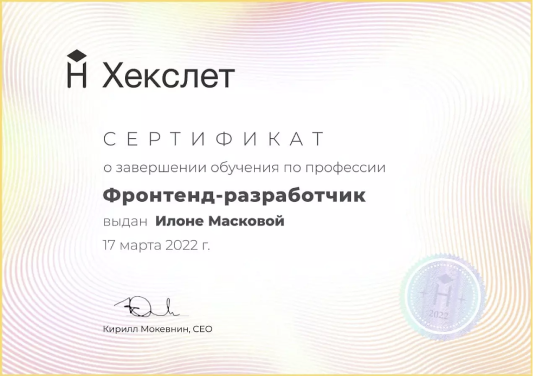 Хекслет
СЕРТИФИКАТ
о завершении обучения по профессии
Фронтенд-разработчик
выдан Илоне Масковой
17 марта 2022 г.
Кирилл Мокевнин, CEO
H
2022